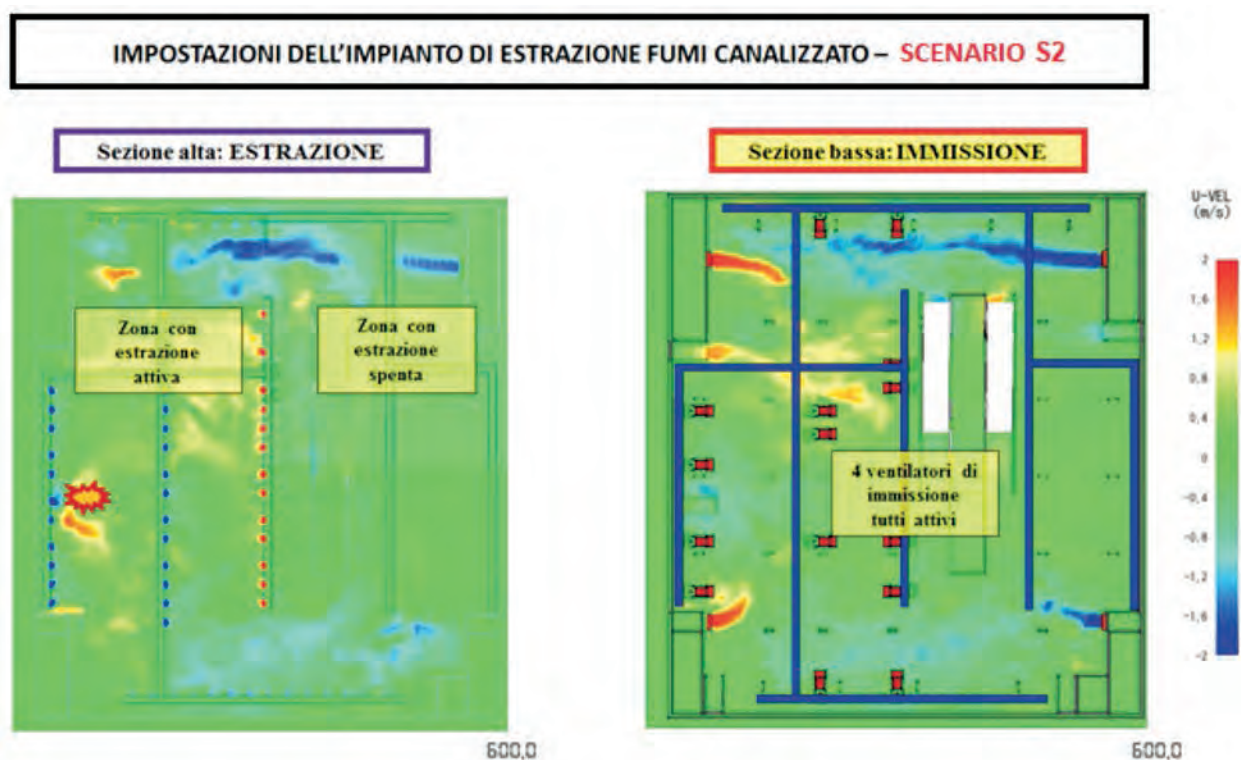 IMPOSTAZIONI DELL'IMPIANTO DI ESTRAZIONE FUMI CANALIZZATO – SCENARIO S2
Sezione alta: ESTRAZIONE
Sezione bassa: IMMISSIONE
Zona con
estrazione
attiva
Zona con
estrazione
spenta
4 ventilatori di
immissione
tutti attivi
U-VEL
(m/s)
2
1,6
1,2
0,8
0,4
0
-0,4
-0,8
-1,2
-1,6
-2
600,0
600,0